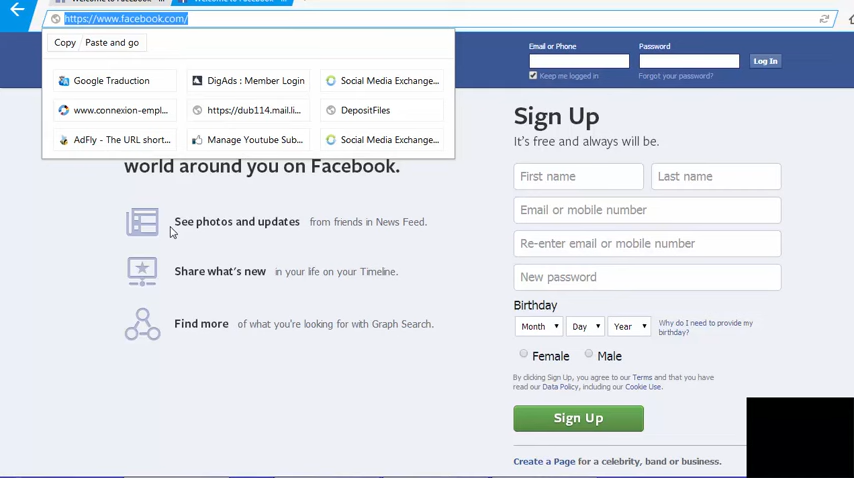 https://www.facebook.com/
Copy Paste and go
Google Traduction
DigAds : Member Login
Social Media Exchange...
www.connexion-empl...
https://dub114.mail.li...
DepositFiles
AdFly - The URL short...
Manage Youtube Sub...
Social Media Exchange...
Email or Phone
Password
Log In
Keep me logged in
Forgot your password?
world around you on Facebook.
See photos and updates from friends in News Feed.
Share what's new in your life on your Timeline.
Find more of what you're looking for with Graph Search.
Sign Up
It's free and always will be.
First name
Last name
Email or mobile number
Re-enter email or mobile number
New password
Birthday
Month Day Year
Why do I need to provide my
birthday?
Female Male
By clicking Sign Up, you agree to our Terms and that you have
read our Data Policy, including our Cookie Use.
Sign Up
Create a Page for a celebrity, band or business.